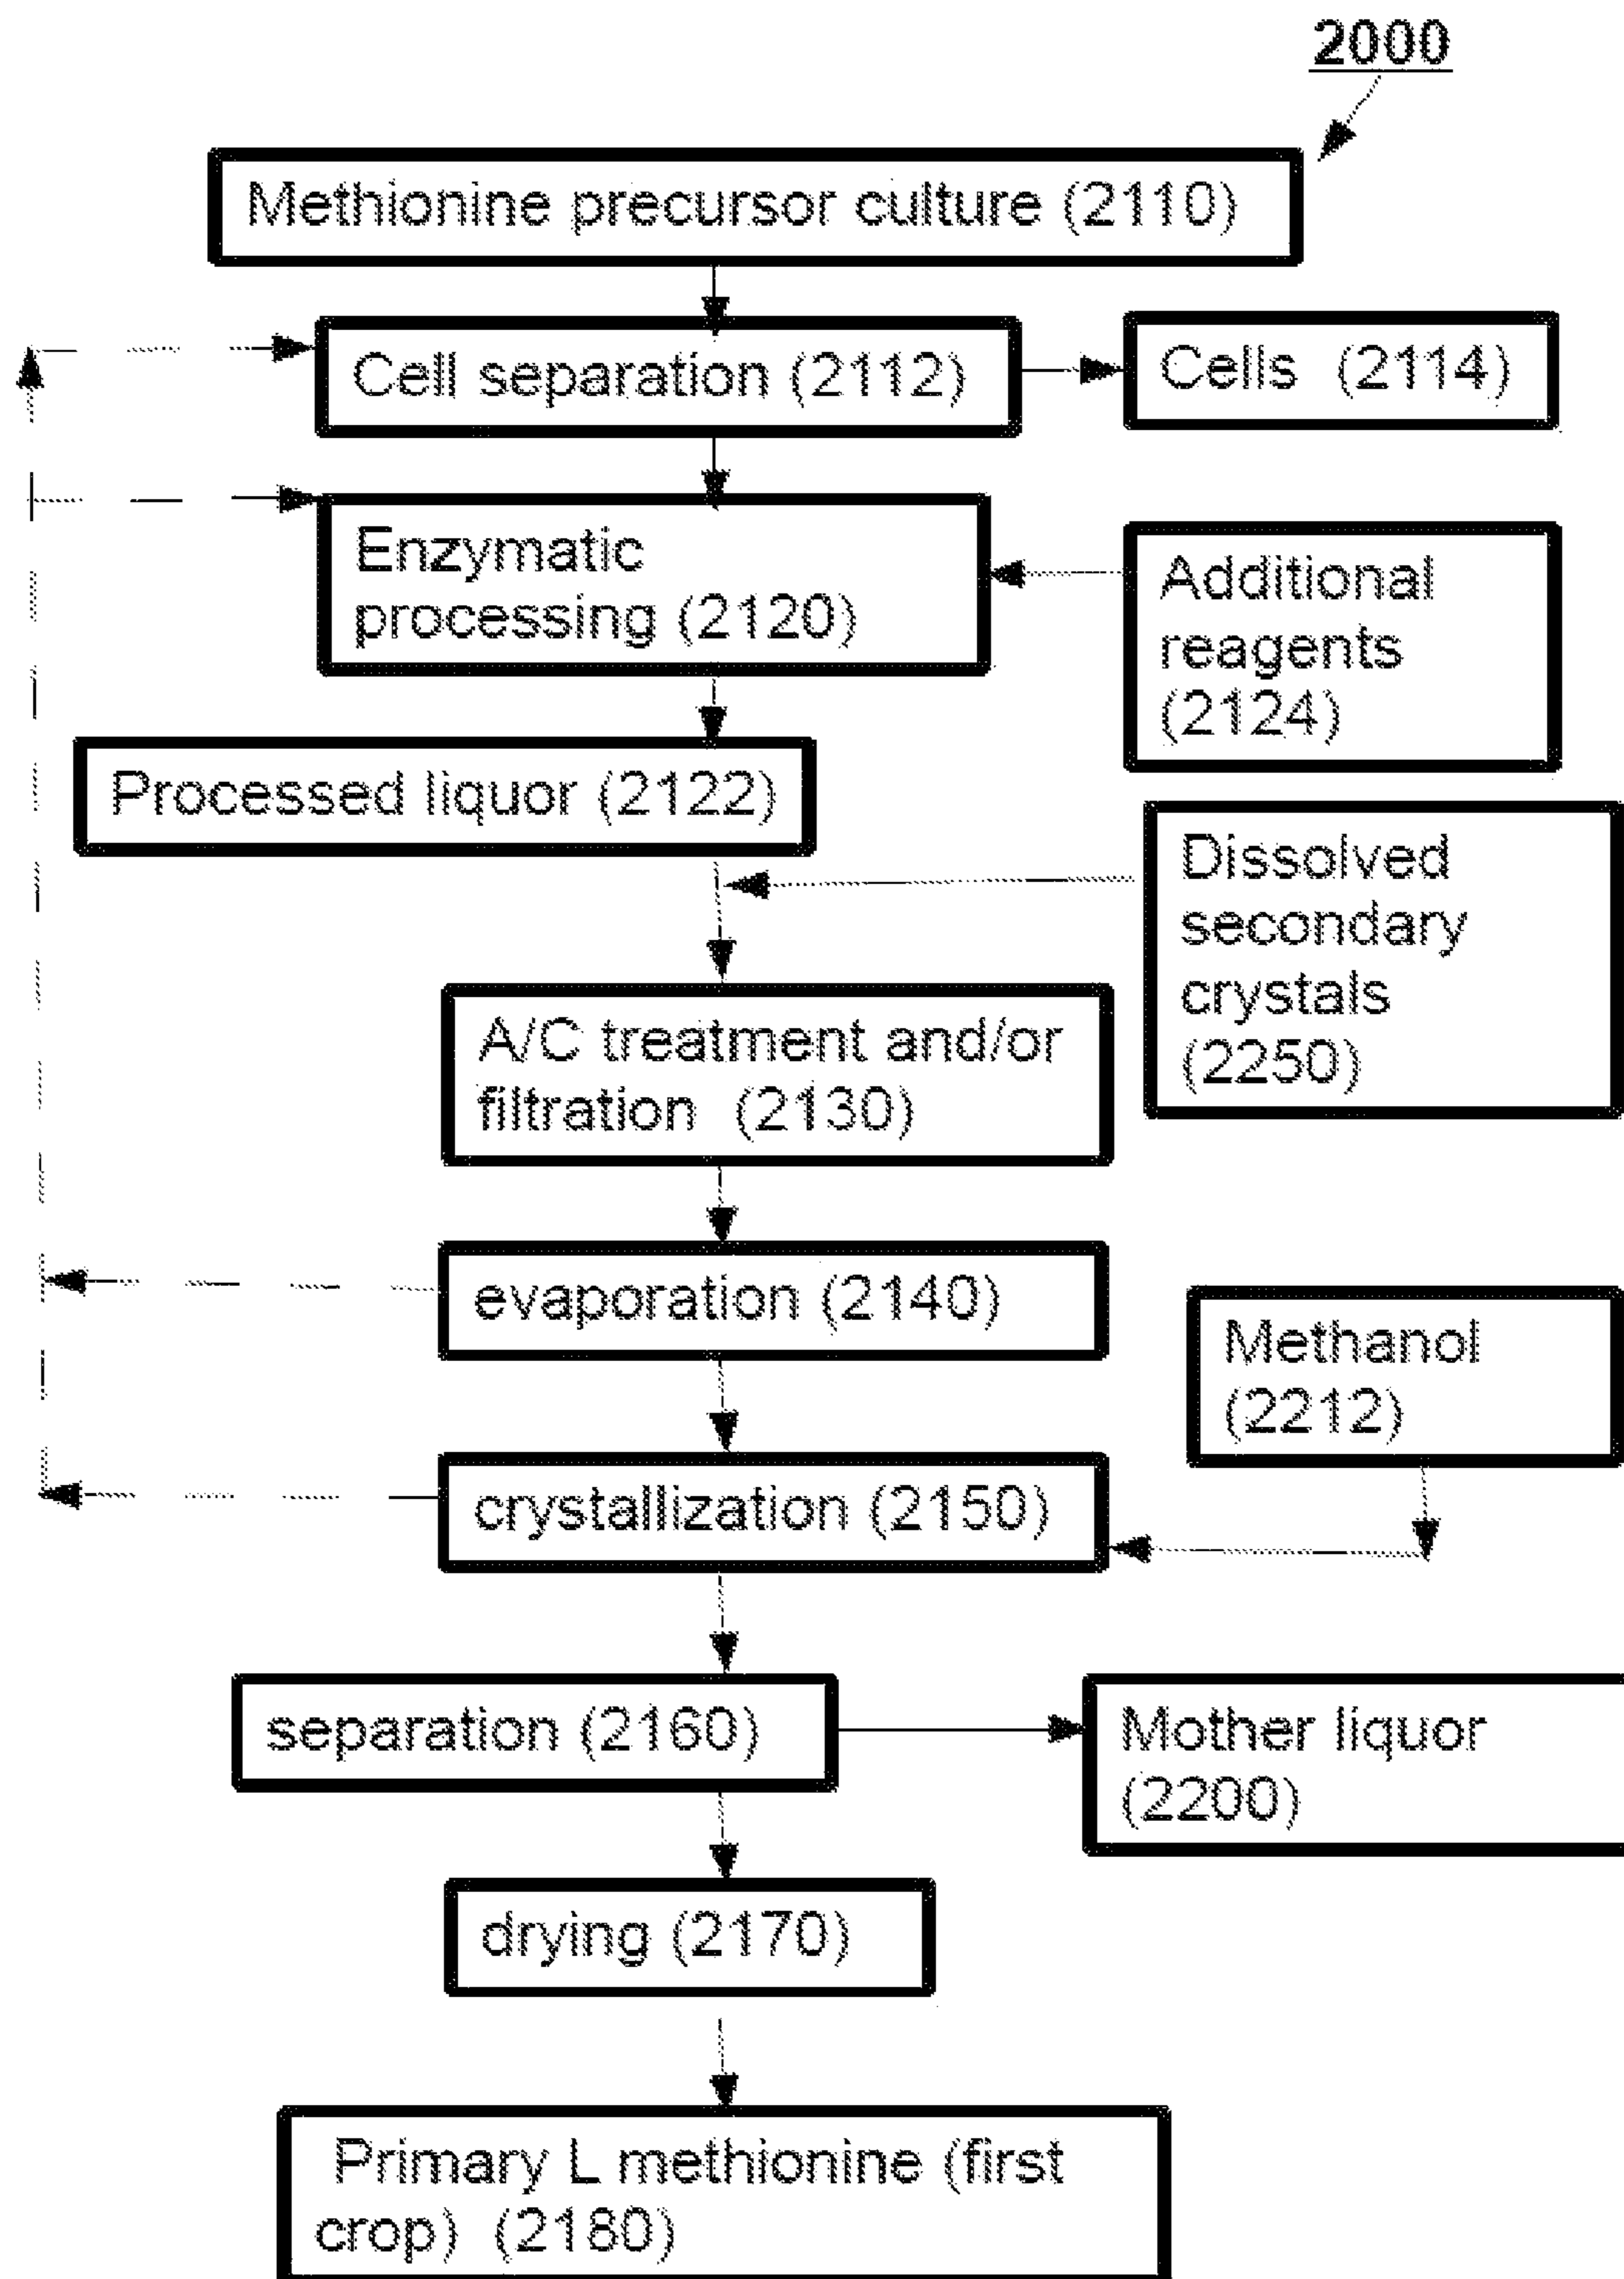 2000
Methionine precursor culture (2110)
Cell separation (2112)
Cells (2114)
Enzymatic
processing (2120)
Additional
reagents
(2124)
Processed liquor (2122)
Dissolved
secondary
crystals
(2250)
A/C treatment and/or
filtration (2130)
evaporation (2140)
Methanol
(2212)
crystallization (2150)
separation (2160)
Mother liquor
(2200)
drying (2170)
Primary L methionine (first
crop) (2180)